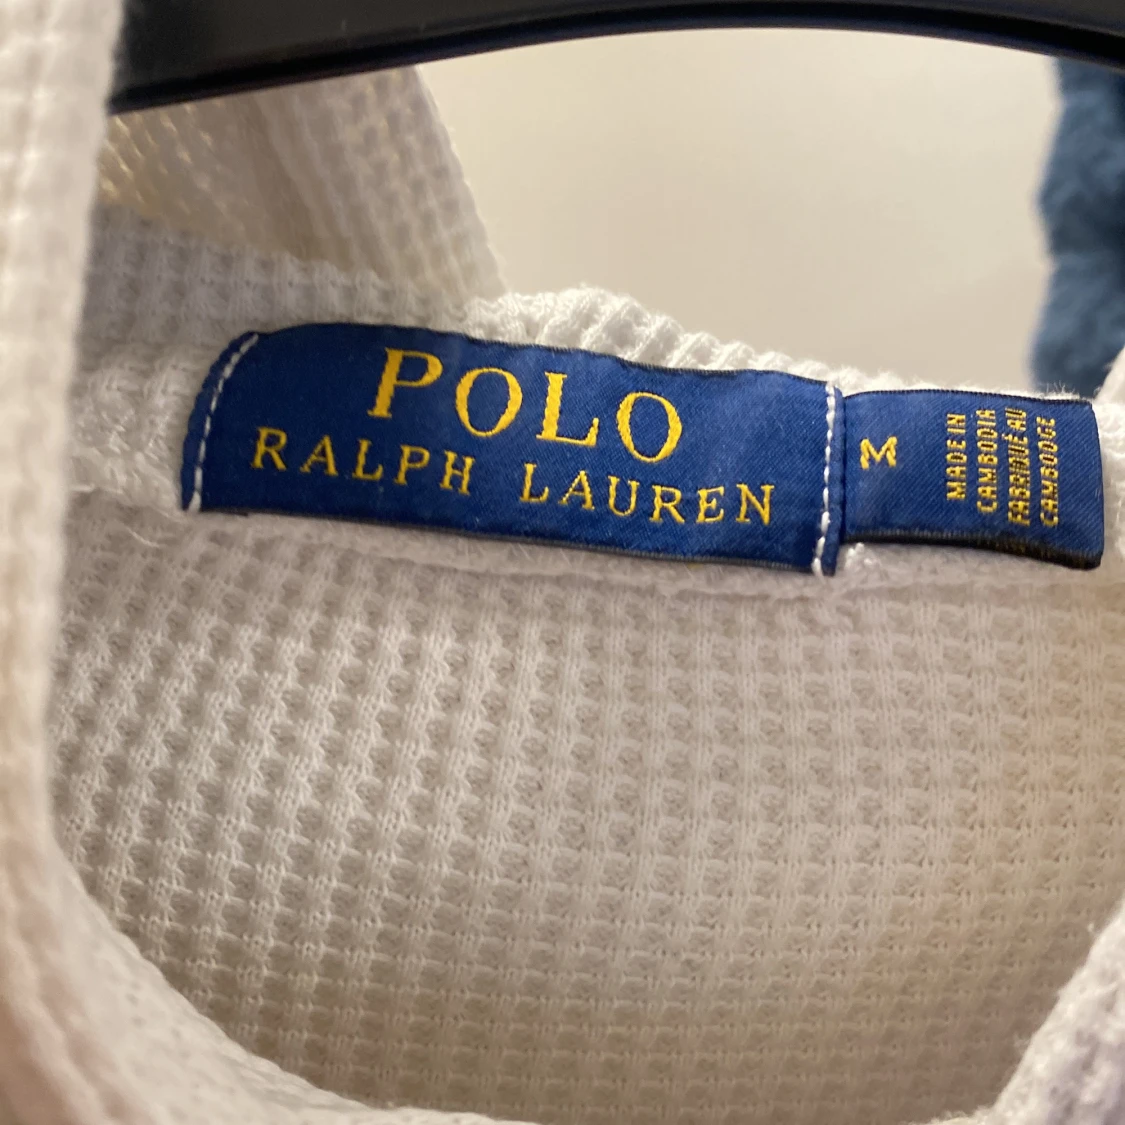 POLO
RALPH LAUREN
M
MADE IN
CAMBODIA
FABRIQUÉ AU
CAMBODGE